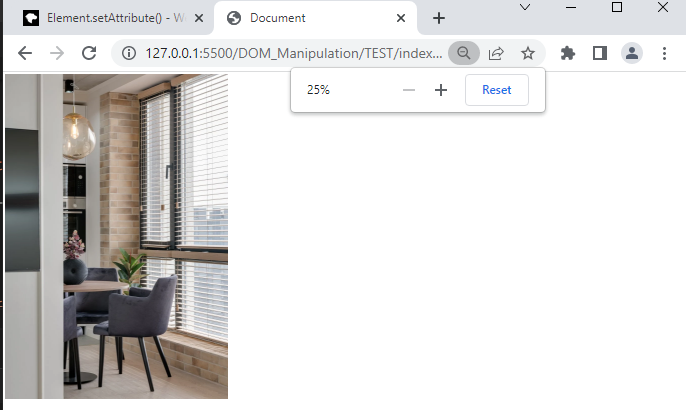 Element.setAttribute() - W
Document
127.0.0.1:5500/DOM_Manipulation/TEST/index...
25%
Reset